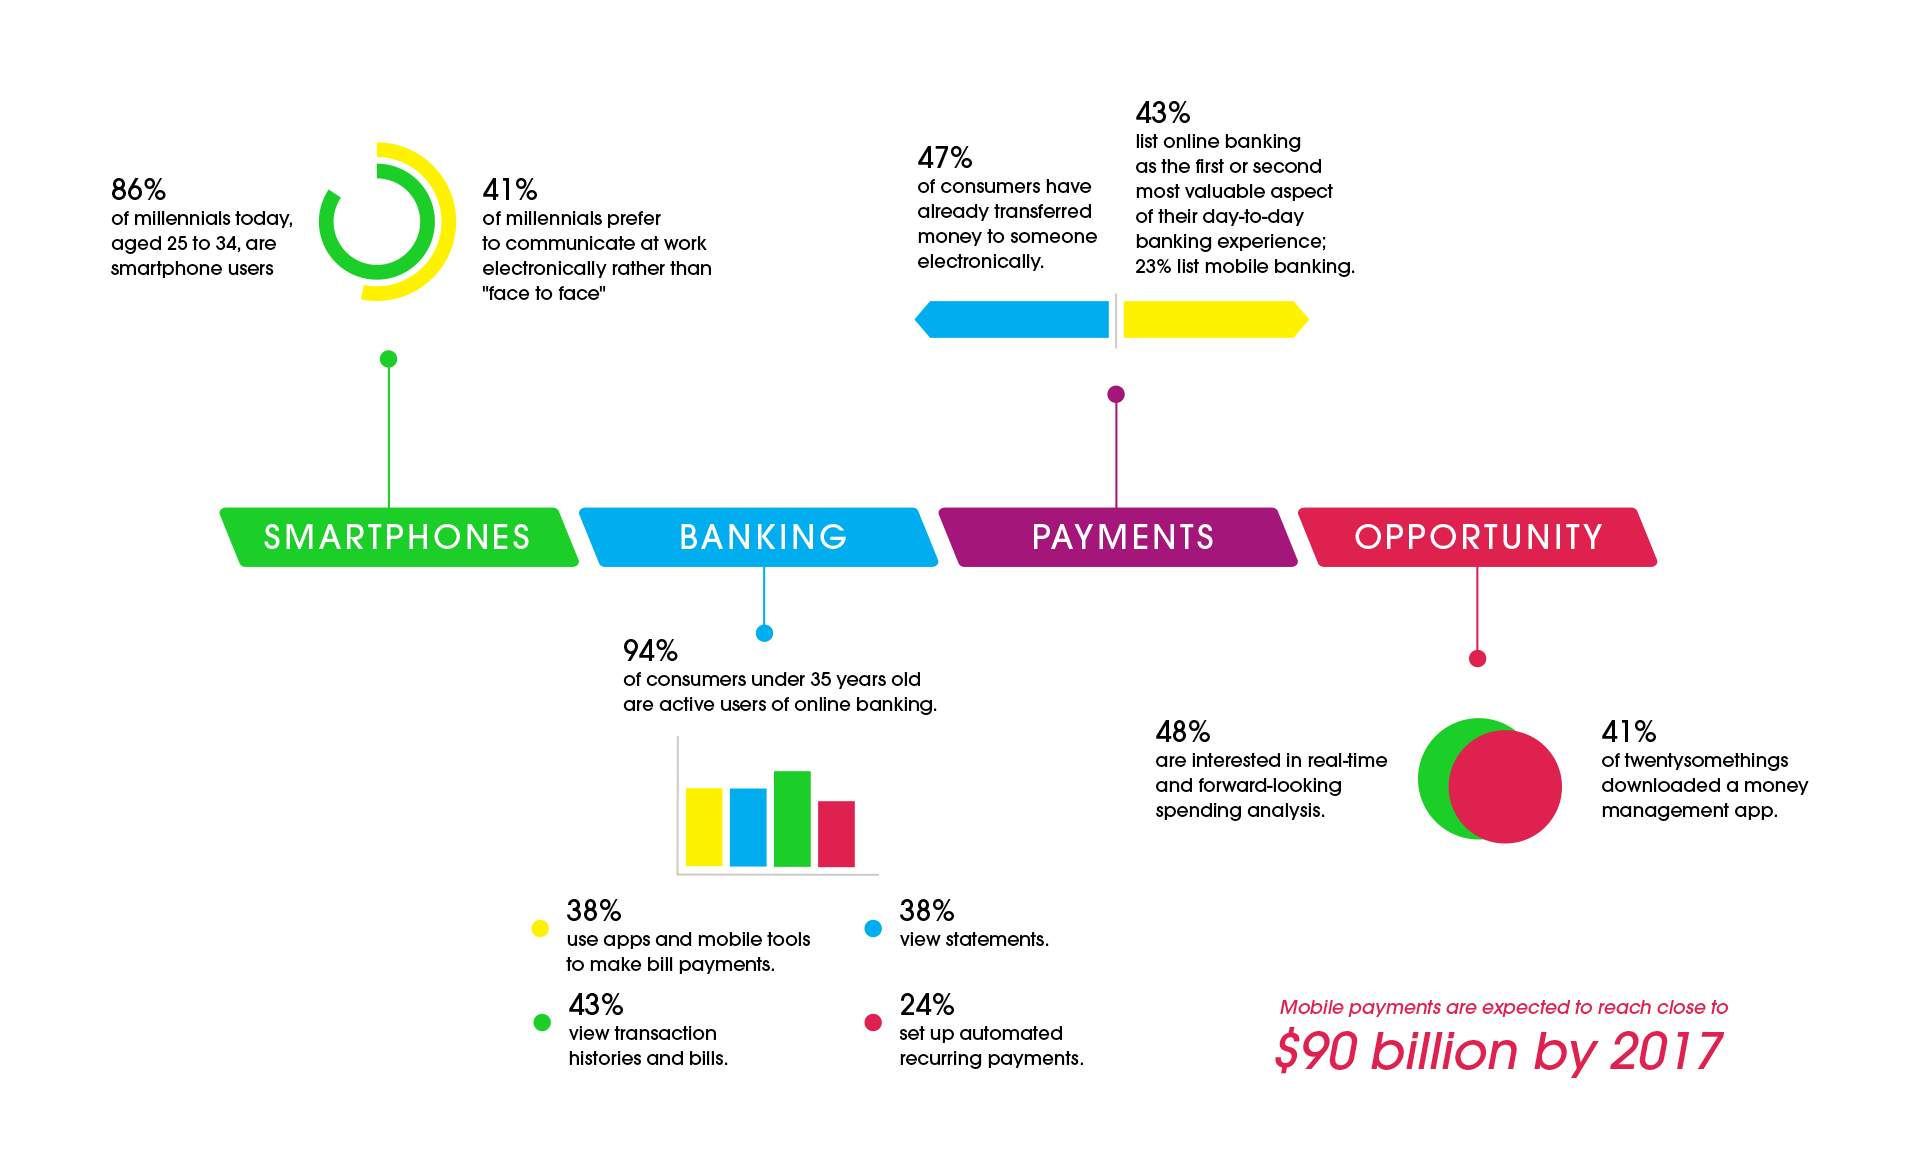 86%
of millennials today,
aged 25 to 34, are
smartphone users
41%
of millennials prefer
to communicate at work
electronically rather than
"face to face"
47%
of consumers have
already transferred
money to someone
electronically.
43%
list online banking
as the first or second
most valuable aspect
of their day-to-day
banking experience;
23% list mobile banking.
SMARTPHONES
BANKING
PAYMENTS
OPPORTUNITY
94%
of consumers under 35 years old
are active users of online banking.
38%
use apps and mobile tools
to make bill payments.
38%
view statements.
43%
view transaction
histories and bills.
24%
set up automated
recurring payments.
48%
are interested in real-time
and forward-looking
spending analysis.
41%
of twentysomethings
downloaded a money
management app.
Mobile payments are expected to reach close to
$90 billion by 2017